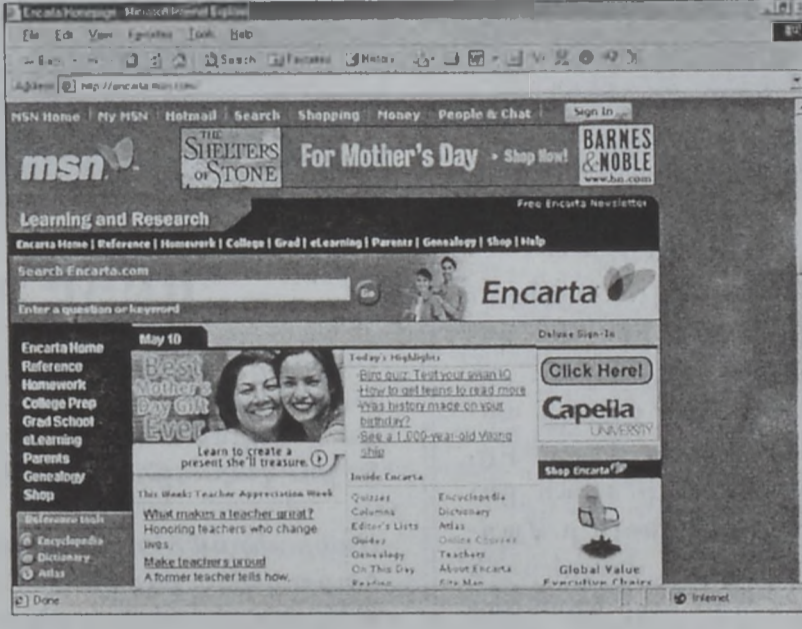 Encarta Homepage - Microsoft Internet Explorer
File Edit View Favorites Tools Help
Search Favorites History
Address http://encarta.msn.com/
MSN Home My MSN Hotmail Search Shopping Money People & Chat Sign In
msn
THE SHELTERS OF STONE
For Mother's Day Shop Now!
BARNES & NOBLE
www.bn.com
Free Encarta Newsletter
Learning and Research
Encarta Home | Reference | Homework | College | Grad | eLearning | Parents | Genealogy | Shop | Help
Search Encarta.com
Go
Encarta
Enter a question or keyword
Encarta Home
Reference
Homework
College Prep
Grad School
eLearning
Parents
Genealogy
Shop
Reference tools
Encyclopedia
Dictionary
Atlas
May 10
Best
Mother's
Day Gift
Ever
Learn to create a
present she'll treasure.
This Week: Teacher Appreciation Week
What makes a teacher great?
Honoring teachers who change
lives.
Make teachers proud
A former teacher tells how.
Today's Highlights
Bird quiz: Test your avian IQ
How to get teens to read more
Was history made on your
birthday?
See a 1,000-year-old Viking
ship
Inside Encarta
Quizzes Encyclopedia
Columns Dictionary
Editor's Lists Atlas
Guides Online Courses
Genealogy Teachers
On This Day About Encarta
Reading Site Map
Deluxe Sign-In
Click Here!
Capella
UNIVERSITY
Shop Encarta
Global Value
Executive Chairs
Done Internet